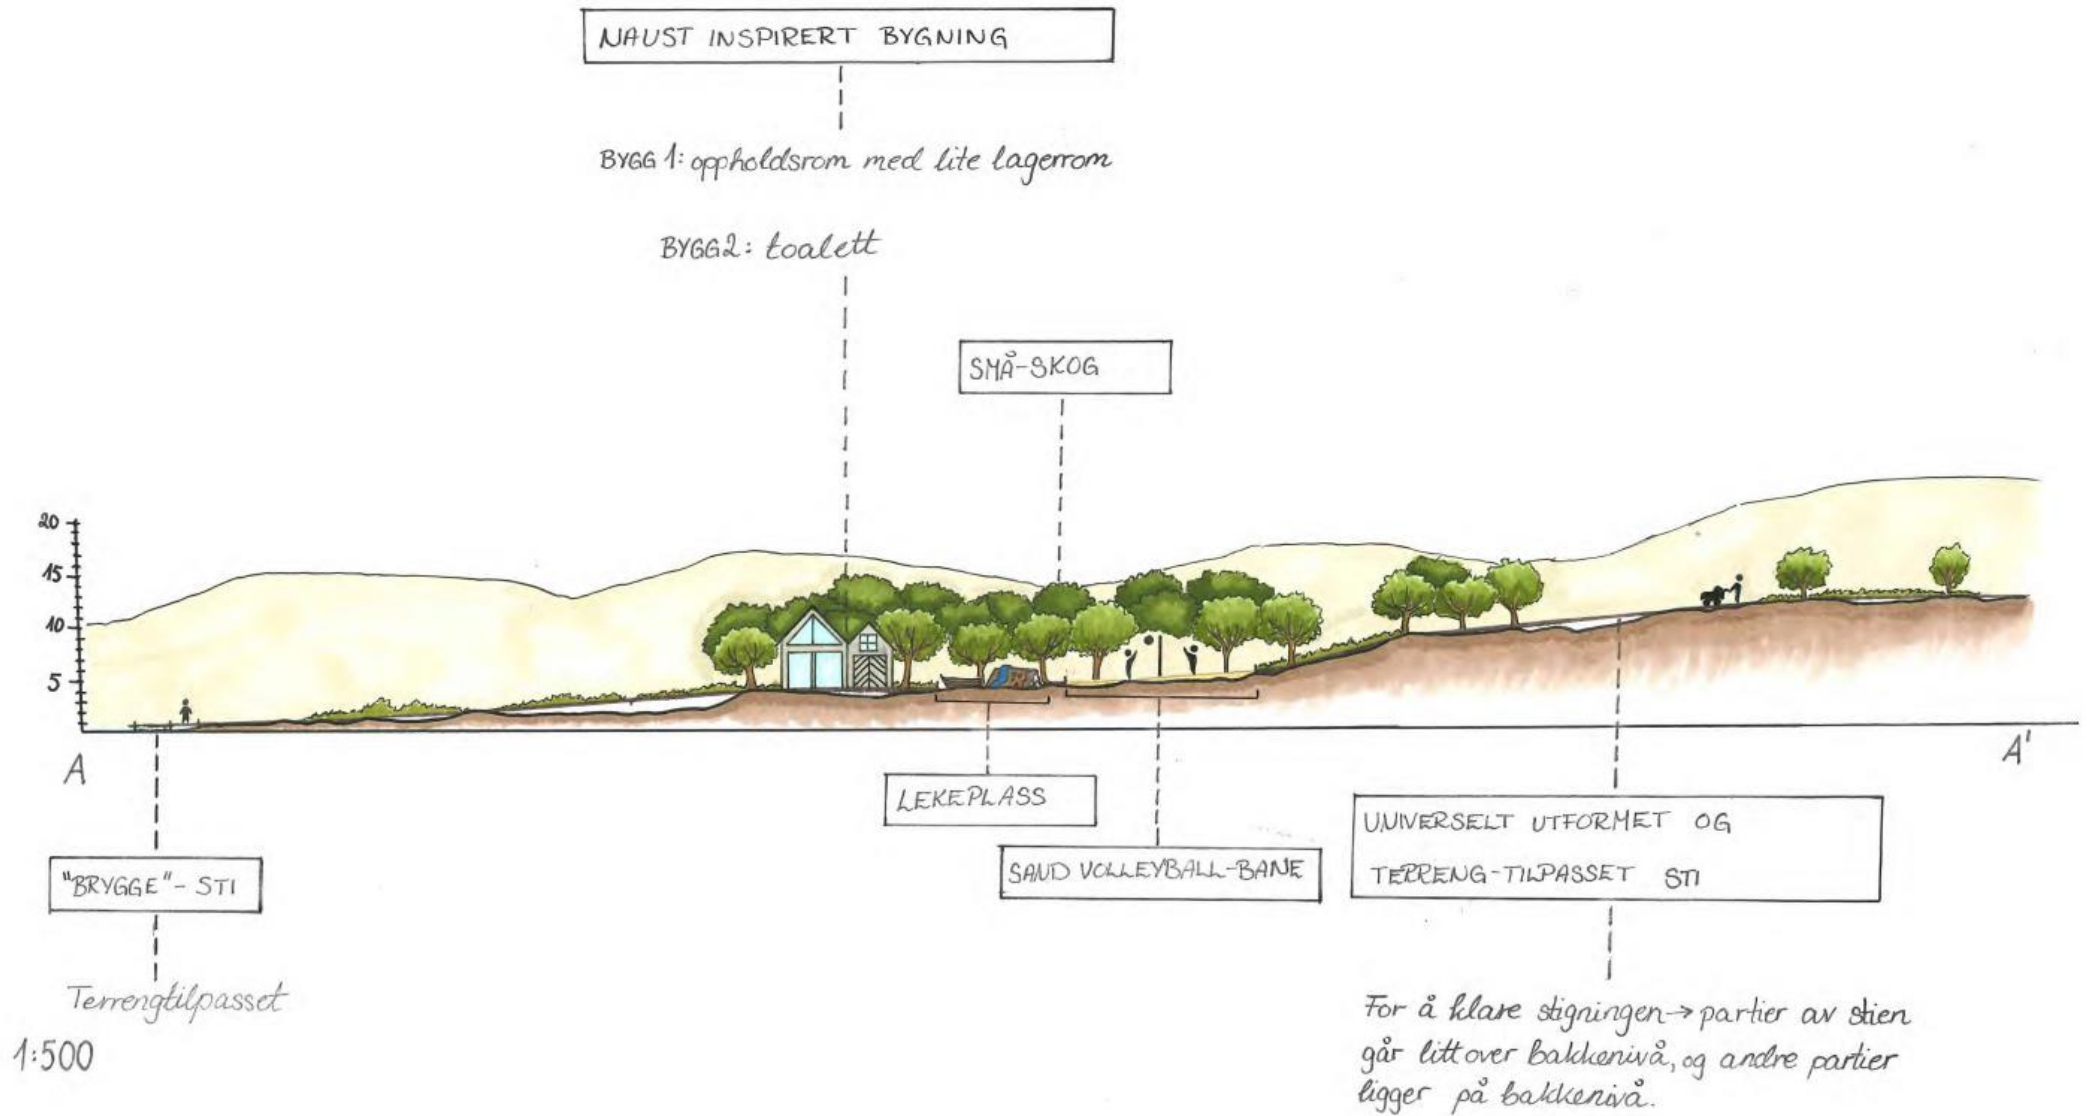 NAUST INSPIRERT BYGNING
BYGG 1: oppholdsrom med lite lagerrom
BYGG2: toalett
SMÅ-SKOG
20
15
10
5
A
A'
LEKEPLASS
SAND VOLLEYBALL-BANE
UNIVERSELT UTFORMET OG
TERRENG-TILPASSET STI
"BRYGGE"- STI
Terrengtilpasset
For å klare stigningen→ partier av stien
går litt over bakkenivå, og andre partier
ligger på bakkenivå.
1:500